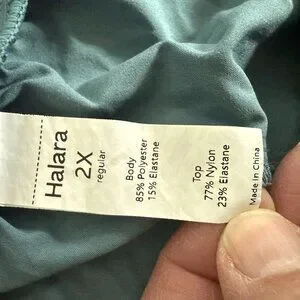 Halara
2X
regular
Body
85% Polyester
15% Elastane
Top
77% Nylon
23% Elastane
Made In China